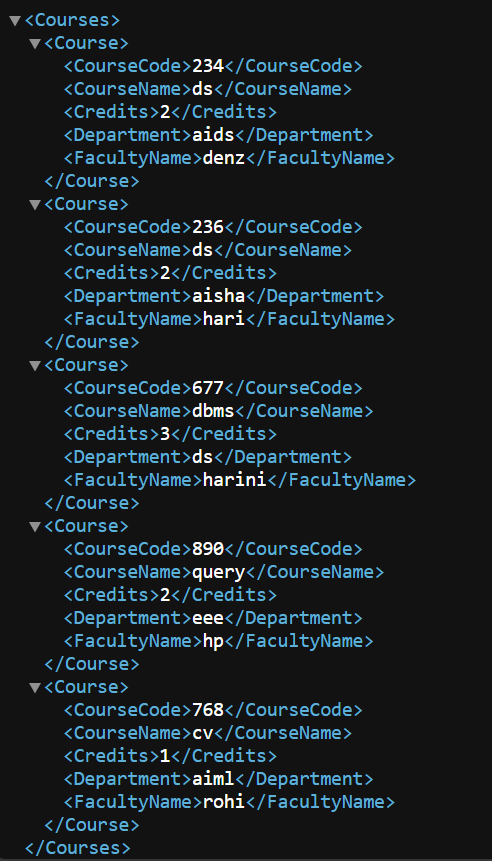 <Courses>
<Course>
<CourseCode>234</CourseCode>
<CourseName>ds</CourseName>
<Credits>2</Credits>
<Department>aids</Department>
<FacultyName>denz</FacultyName>
</Course>
<Course>
<CourseCode>236</CourseCode>
<CourseName>ds</CourseName>
<Credits>2</Credits>
<Department>aisha</Department>
<FacultyName>hari</FacultyName>
</Course>
<Course>
<CourseCode>677</CourseCode>
<CourseName>dbms</CourseName>
<Credits>3</Credits>
<Department>ds</Department>
<FacultyName>harini</FacultyName>
</Course>
<Course>
<CourseCode>890</CourseCode>
<CourseName>query</CourseName>
<Credits>2</Credits>
<Department>eee</Department>
<FacultyName>hp</FacultyName>
</Course>
<Course>
<CourseCode>768</CourseCode>
<CourseName>cv</CourseName>
<Credits>1</Credits>
<Department>aiml</Department>
<FacultyName>rohi</FacultyName>
</Course>
</Courses>